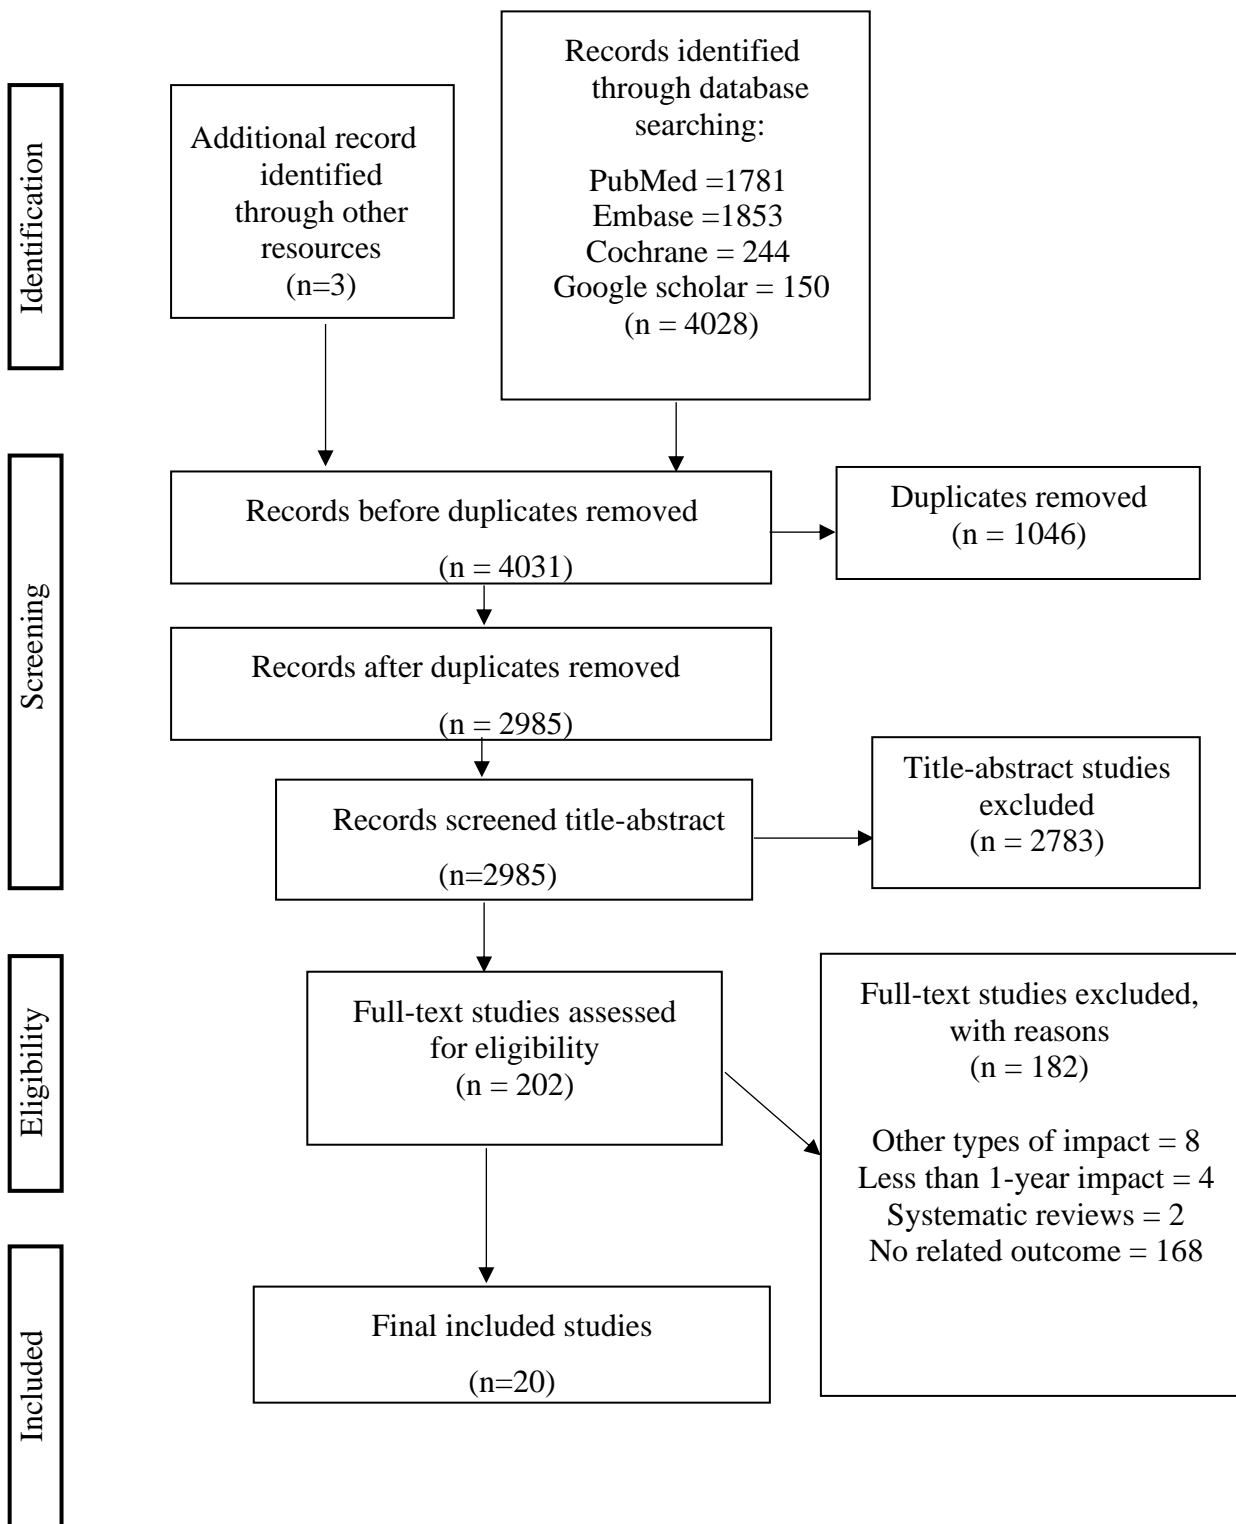 Identification
Additional record
identified
through other
resources
(n=3)
Records identified
through database
searching:
PubMed =1781
Embase =1853
Cochrane = 244
Google scholar = 150
(n = 4028)
Screening
Records before duplicates removed
(n = 4031)
Duplicates removed
(n = 1046)
Records after duplicates removed
(n = 2985)
Records screened title-abstract
(n=2985)
Title-abstract studies
excluded
(n = 2783)
Eligibility
Full-text studies assessed
for eligibility
(n = 202)
Full-text studies excluded,
with reasons
(n = 182)
Other types of impact = 8
Less than 1-year impact = 4
Systematic reviews = 2
No related outcome = 168
Included
Final included studies
(n=20)